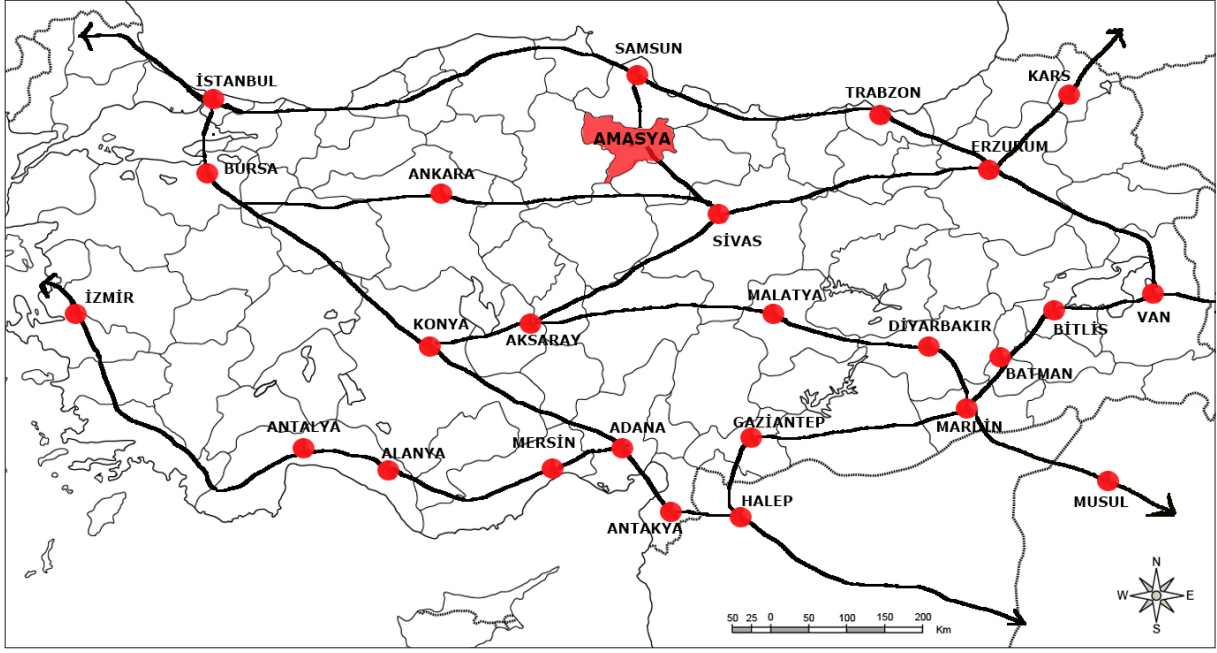 SAMSUN
KARS
İSTANBUL
TRABZON
AMASYA
ERZURUM
BURSA
ANKARA
SİVAS
İZMİR
MALATYA
VAN
KONYA
AKSARAY
DİYARBAKIR
BİTLİS
BATMAN
ANTALYA
MERSİN
ADANA
GAZİANTEP
MARDİN
ALANYA
HALEP
MUSUL
ANTAKYA
N
W E
S
50 25 0 50 100 150 200
Km